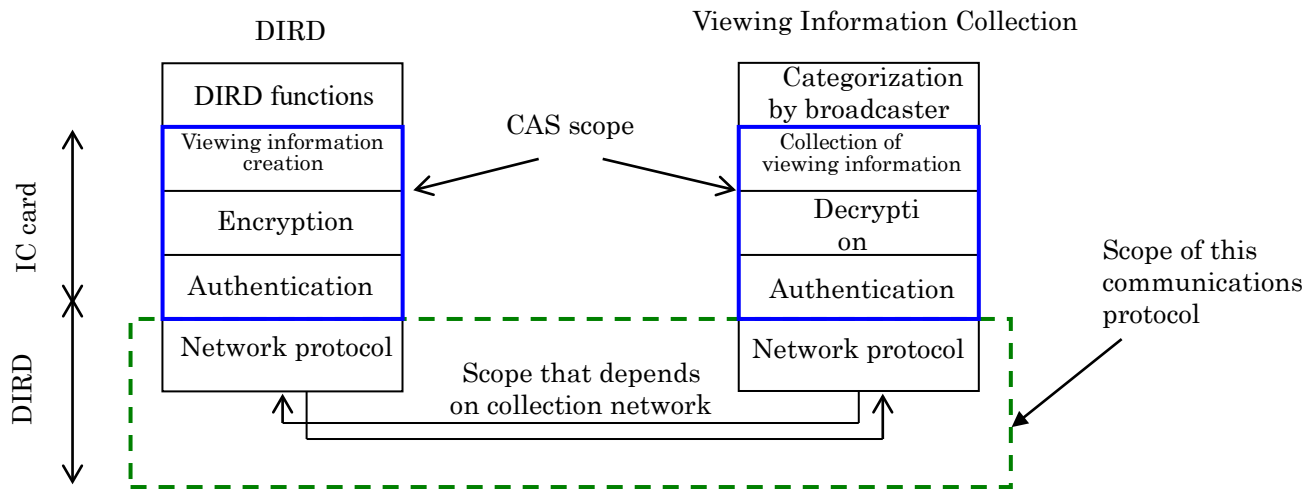 DIRD
Viewing Information Collection
DIRD functions
Categorization
by broadcaster
CAS scope
Viewing information
creation
Collection of
viewing information
IC card
Encryption
Decrypti
on
Authentication
Authentication
Scope of this
communications
protocol
Network protocol
Network protocol
DIRD
Scope that depends
on collection network